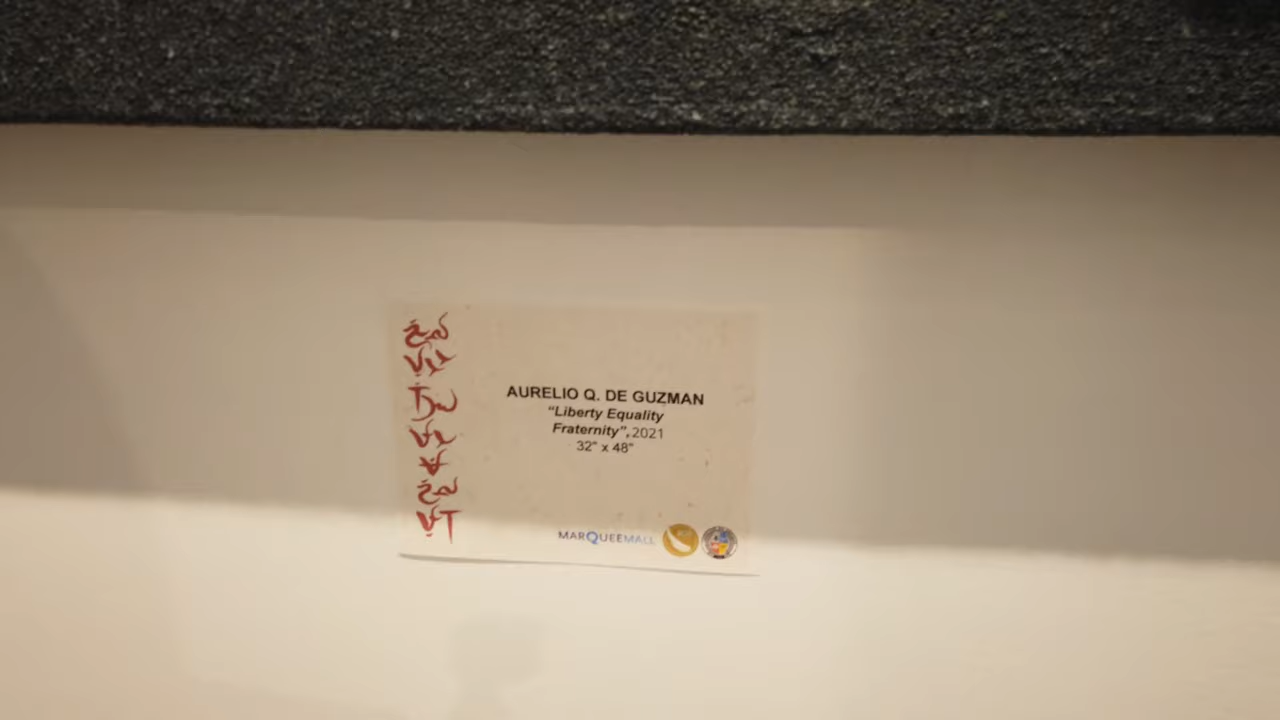 AURELIO Q. DE GUZMAN
“Liberty Equality
Fraternity”, 2021
32" x 48"
MARQUEEMALL